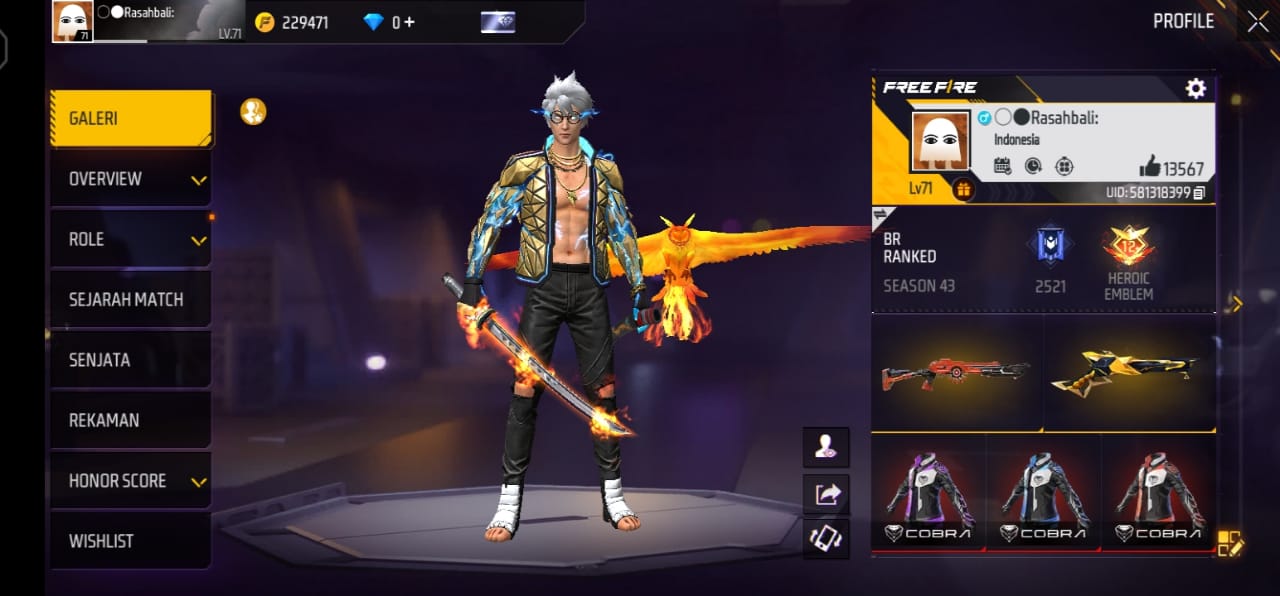 ○●Rasahbali:
71
LV.71
229471
0 +
PROFILE
GALERI
OVERVIEW
ROLE
SEJARAH MATCH
SENJATA
REKAMAN
HONOR SCORE
WISHLIST
FREE FIRE
○●Rasahbali:
Indonesia
13567
Lv71
UID:581318399
BR
RANKED
SEASON 43
2521
12
HEROIC
EMBLEM
COBRA
COBRA
COBRA